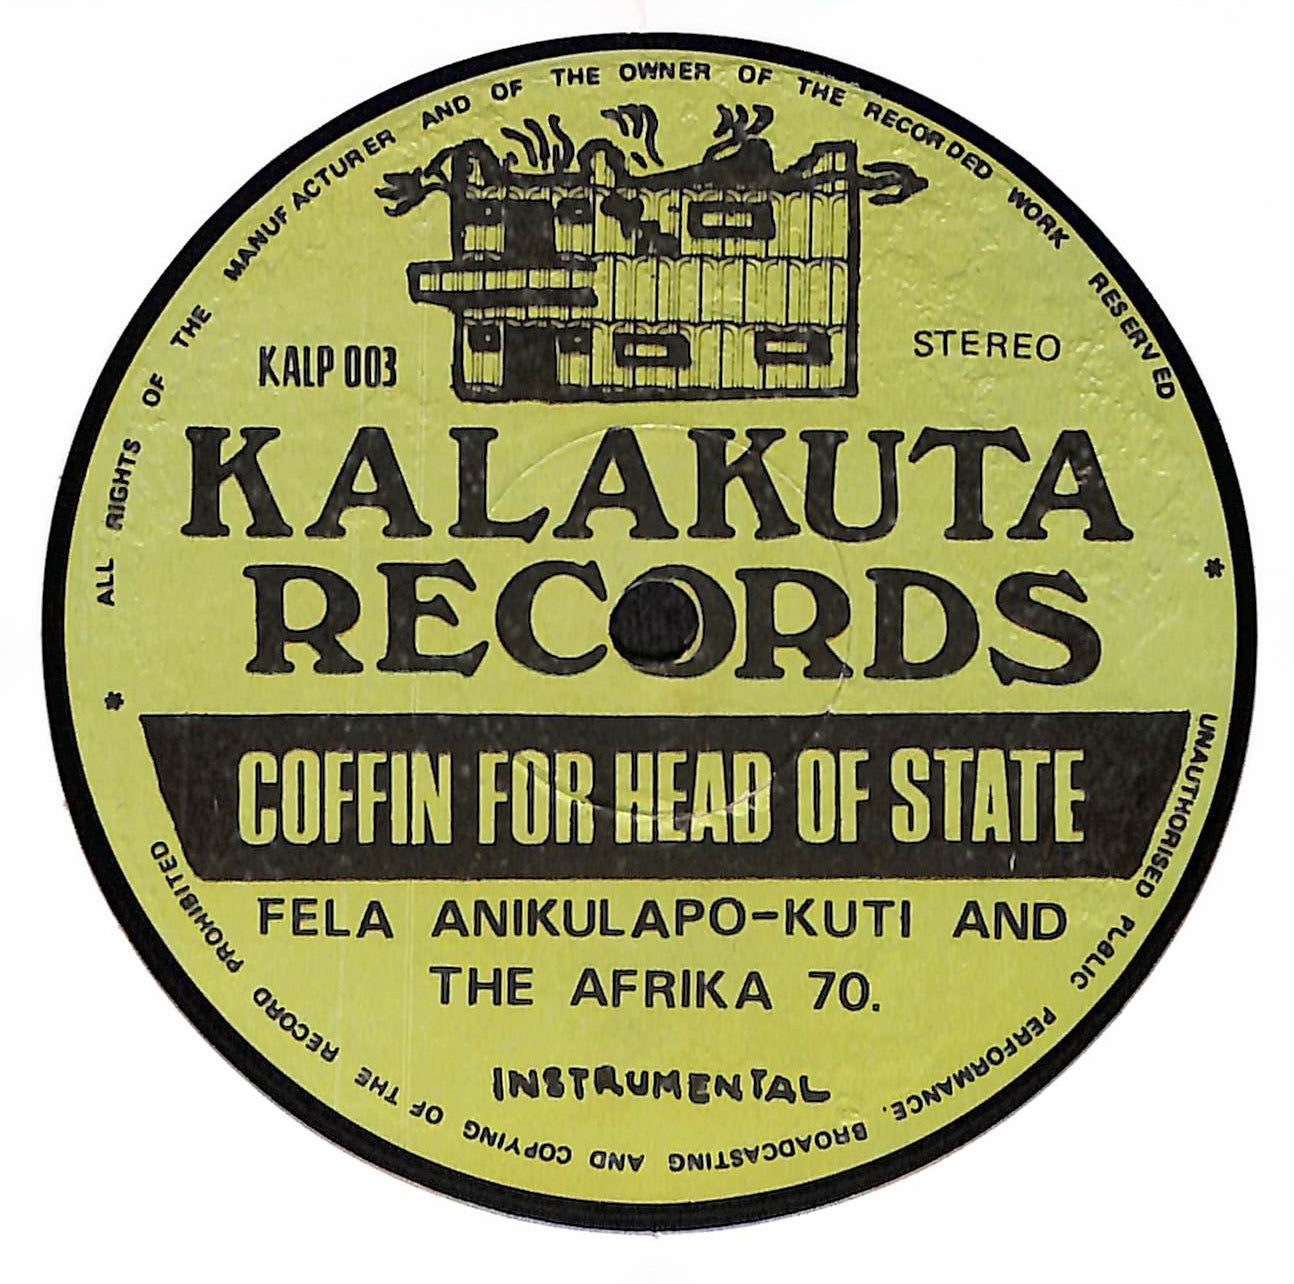 ALL RIGHTS OF THE MANUFACTURER AND OF THE OWNER OF THE RECORDED WORK RESERVED
KALP 003
STEREO
KALAKUTA
RECORDS
COFFIN FOR HEAD OF STATE
FELA ANIKULAPO-KUTI AND
THE AFRIKA 70.
INSTRUMENTAL
* UNAUTHORISED PUBLIC PERFORMANCE. BROADCASTING AND COPYING OF THE RECORD PROHIBITED *